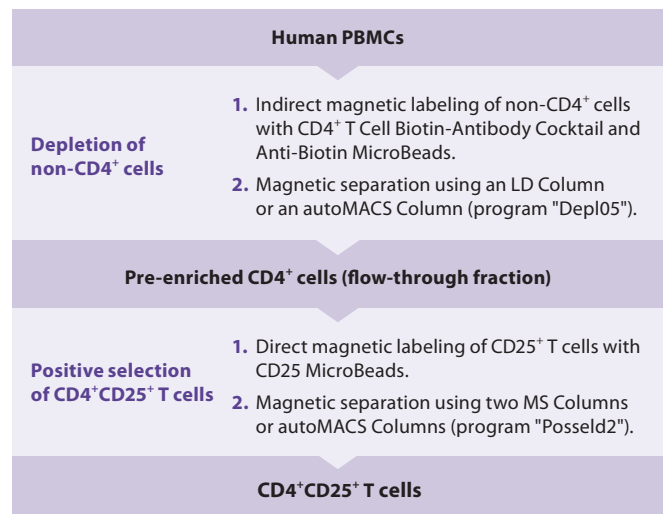 Human PBMCs
Depletion of
non-CD4⁺ cells
1. Indirect magnetic labeling of non-CD4⁺ cells
with CD4⁺ T Cell Biotin-Antibody Cocktail and
Anti-Biotin MicroBeads.
2. Magnetic separation using an LD Column
or an autoMACS Column (program "Depl05").
Pre-enriched CD4⁺ cells (flow-through fraction)
Positive selection
of CD4⁺CD25⁺ T cells
1. Direct magnetic labeling of CD25⁺ T cells with
CD25 MicroBeads.
2. Magnetic separation using two MS Columns
or autoMACS Columns (program "Posseld2").
CD4⁺CD25⁺ T cells